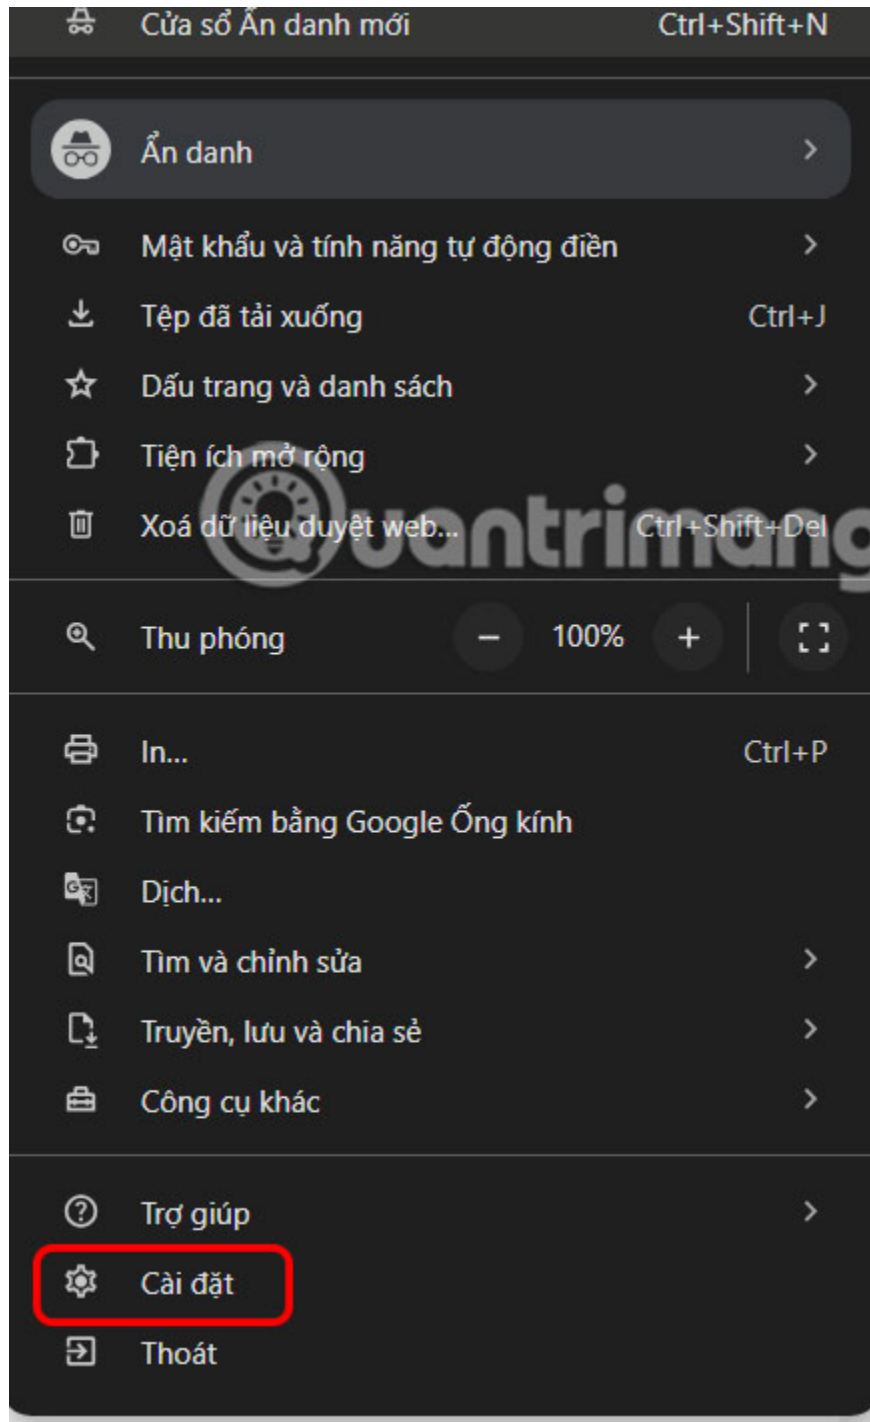 Cửa sổ Ẩn danh mới Ctrl+Shift+N
Ẩn danh
Mật khẩu và tính năng tự động điền
Tệp đã tải xuống Ctrl+J
Dấu trang và danh sách
Tiện ích mở rộng
Xoá dữ liệu duyệt web... Ctrl+Shift+Del
Quantrimang
Thu phóng - 100% +
In... Ctrl+P
Tìm kiếm bằng Google Ống kính
Dịch...
Tìm và chỉnh sửa
Truyền, lưu và chia sẻ
Công cụ khác
Trợ giúp
Cài đặt
Thoát